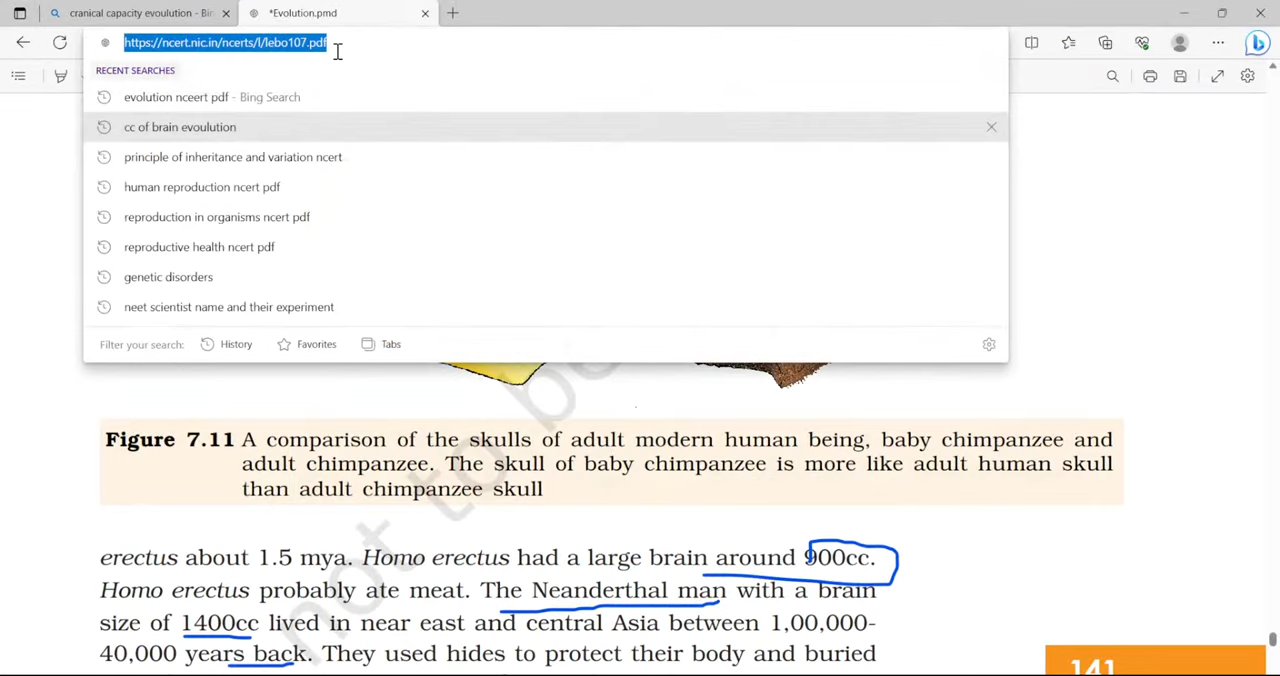 cranical capacity evoulution - Bin
*Evolution.pmd
https://ncert.nic.in/ncerts/l/lebo107.pdf
RECENT SEARCHES
evolution nceert pdf - Bing Search
cc of brain evoulution
principle of inheritance and variation ncert
human reproduction ncert pdf
reproduction in organisms ncert pdf
reproductive health ncert pdf
genetic disorders
neet scientist name and their experiment
Filter your search: History Favorites Tabs
not to be
Figure 7.11 A comparison of the skulls of adult modern human being, baby chimpanzee and
adult chimpanzee. The skull of baby chimpanzee is more like adult human skull
than adult chimpanzee skull
erectus about 1.5 mya. Homo erectus had a large brain around 900cc.
Homo erectus probably ate meat. The Neanderthal man with a brain
size of 1400cc lived in near east and central Asia between 1,00,000-
40,000 years back. They used hides to protect their body and buried
141